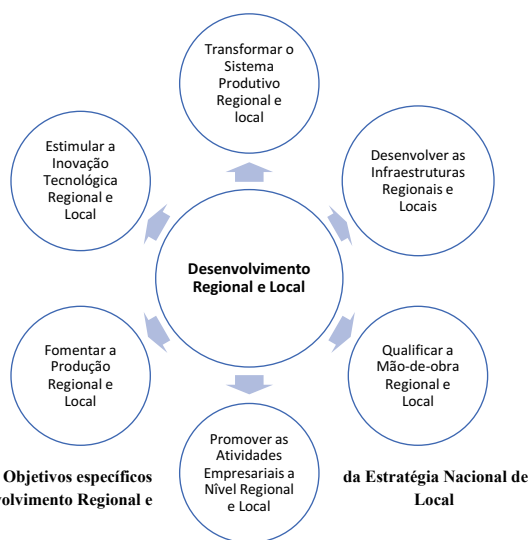 Transformar o
Sistema
Produtivo
Regional e
local
Estimular a
Inovação
Tecnológica
Regional e
Local
Desenvolver as
Infraestruturas
Regionais e
Locais
Desenvolvimento
Regional e Local
Fomentar a
Produção
Regional e
Local
Qualificar a
Mão-de-obra
Regional e
Local
Promover as
Atividades
Empresariais a
Nível Regional
e Local
Objetivos específicos
da Estratégia Nacional de
volvimento Regional e
Local